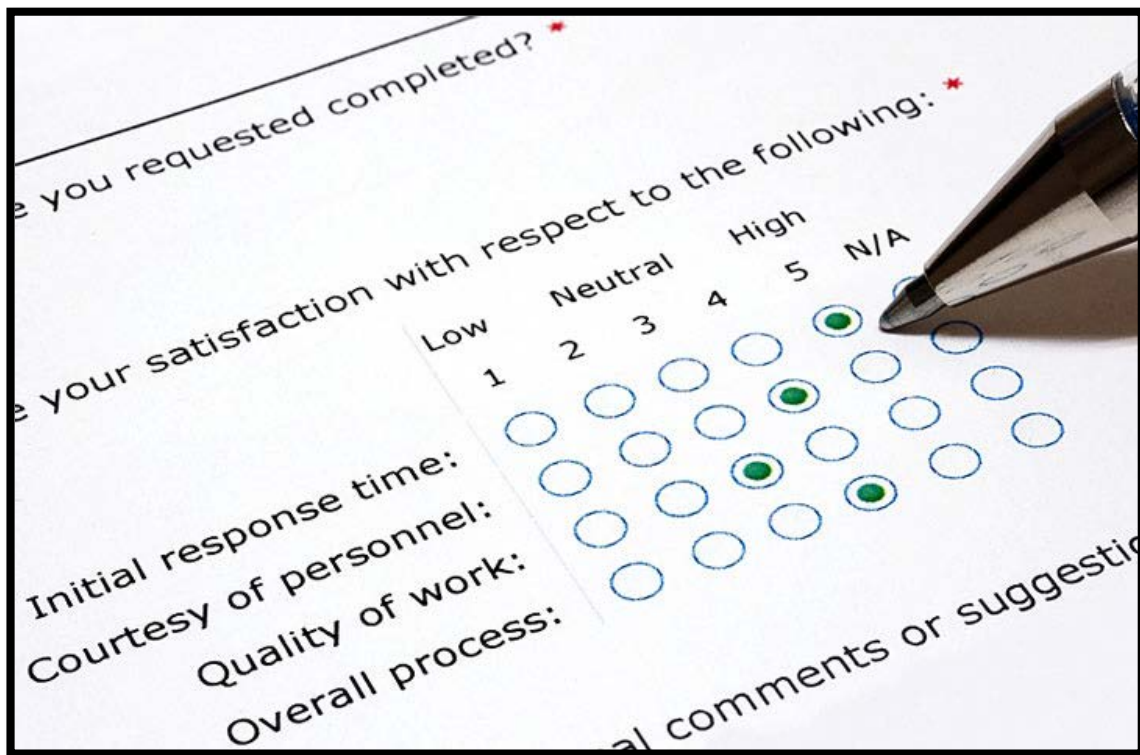 you requested completed? *
your satisfaction with respect to the following: *
Low Neutral High
1 2 3 4 5 N/A
Initial response time:
Courtesy of personnel:
Quality of work:
Overall process:
comments or